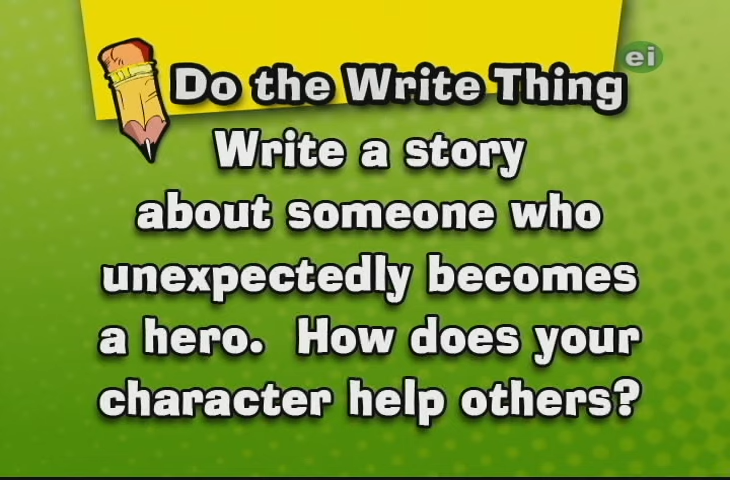 ei
Do the Write Thing
Write a story
about someone who
unexpectedly becomes
a hero.  How does your
character help others?